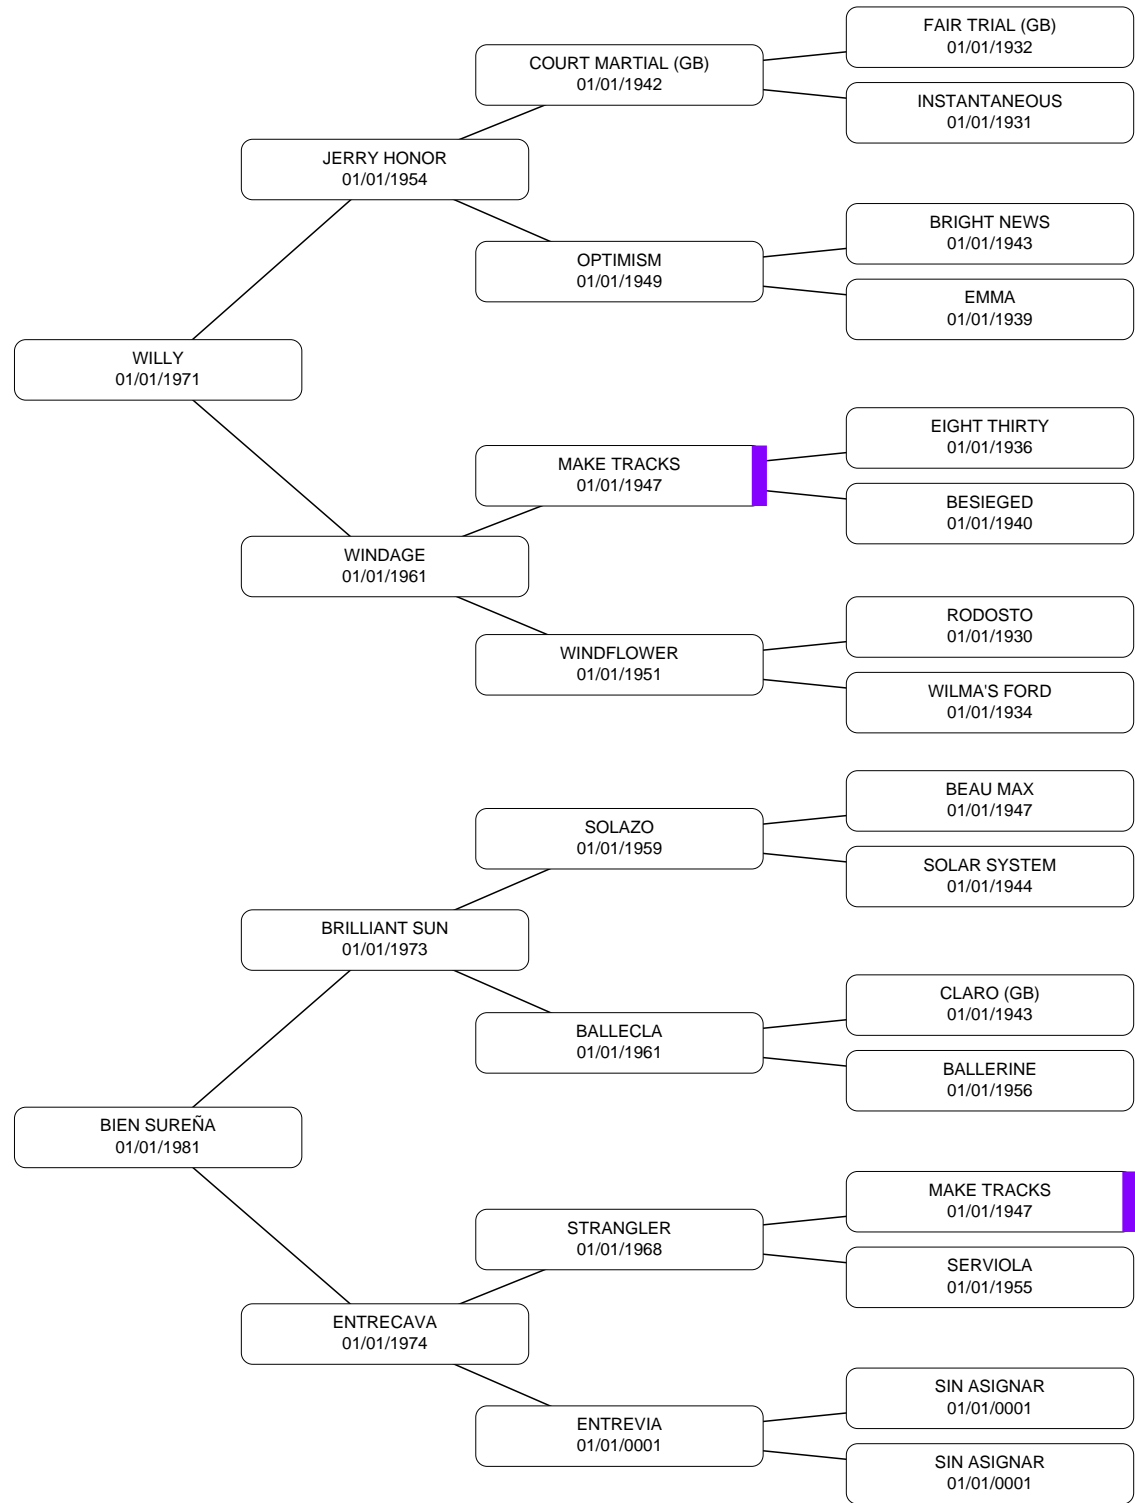 FAIR TRIAL (GB)
01/01/1932
COURT MARTIAL (GB)
01/01/1942
INSTANTANEOUS
01/01/1931
JERRY HONOR
01/01/1954
BRIGHT NEWS
01/01/1943
OPTIMISM
01/01/1949
EMMA
01/01/1939
WILLY
01/01/1971
EIGHT THIRTY
01/01/1936
MAKE TRACKS
01/01/1947
BESIEGED
01/01/1940
WINDAGE
01/01/1961
RODOSTO
01/01/1930
WINDFLOWER
01/01/1951
WILMA'S FORD
01/01/1934
BEAU MAX
01/01/1947
SOLAZO
01/01/1959
SOLAR SYSTEM
01/01/1944
BRILLIANT SUN
01/01/1973
CLARO (GB)
01/01/1943
BALLECLA
01/01/1961
BALLERINE
01/01/1956
BIEN SUREÑA
01/01/1981
MAKE TRACKS
01/01/1947
STRANGLER
01/01/1968
SERVIOLA
01/01/1955
ENTRECAVA
01/01/1974
SIN ASIGNAR
01/01/0001
ENTREVIA
01/01/0001
SIN ASIGNAR
01/01/0001